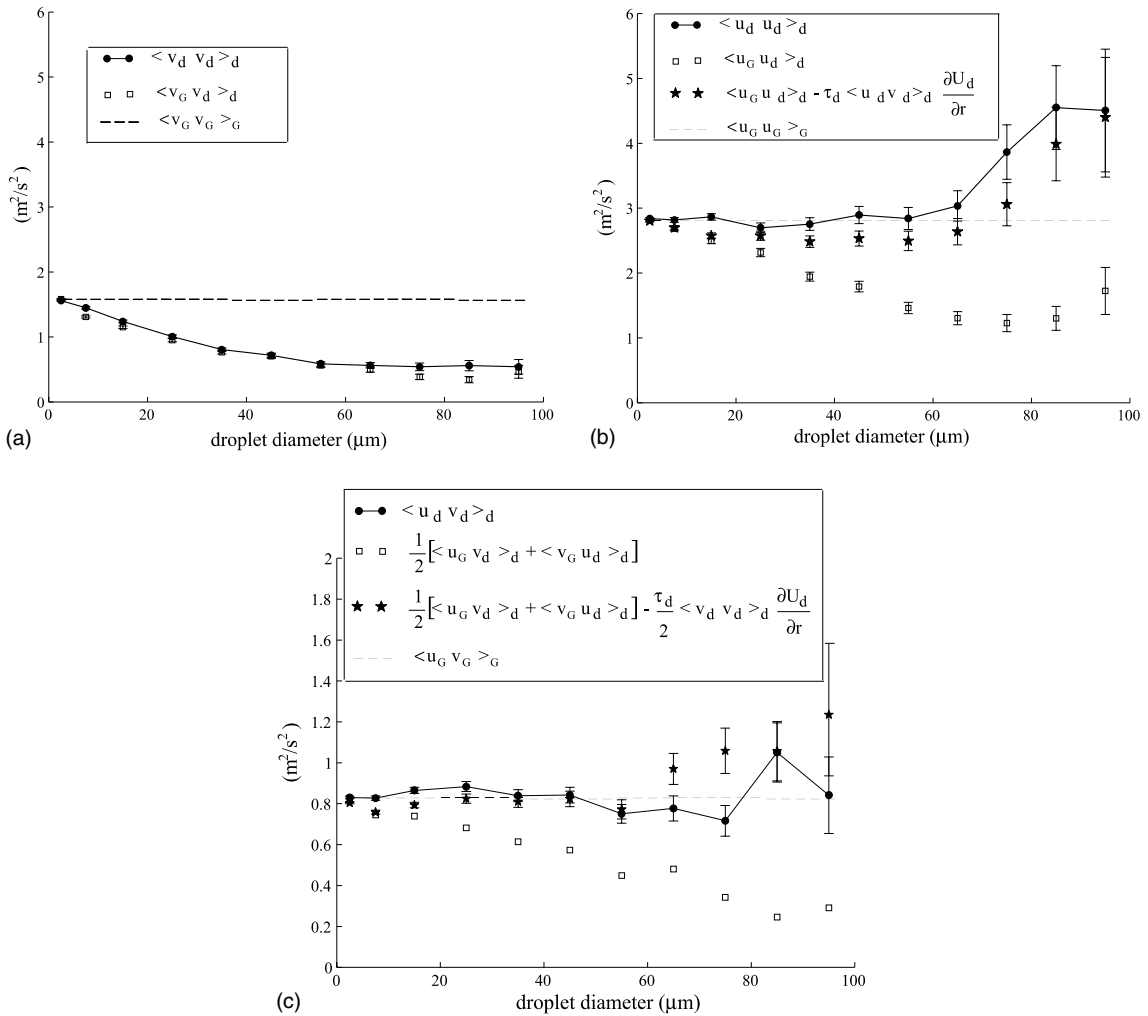 6
5
4
3
2
1
0
0 20 40 60 80 100
(m²/s²)
droplet diameter (μm)
< v_d v_d >_d
<v_G v_d >_d
<v_G v_G >_G
(a)
6
5
4
3
2
1
0
0 20 40 60 80 100
(m²/s²)
droplet diameter (μm)
< u_d u_d >_d
<u_G u_d >_d
<u_G u_d >_d - τ_d < u_d v_d >_d ∂U_d/∂r
<u_G u_G >_G
(b)
< u_d v_d >_d
1/2 [< u_G v_d >_d + < v_G u_d >_d]
1/2 [< u_G v_d >_d + < v_G u_d >_d] - τ_d/2 < v_d v_d >_d ∂U_d/∂r
<u_G v_G >_G
2
1.8
1.6
1.4
1.2
1
0.8
0.6
0.4
0.2
0
0 20 40 60 80 100
(m²/s²)
droplet diameter (μm)
(c)